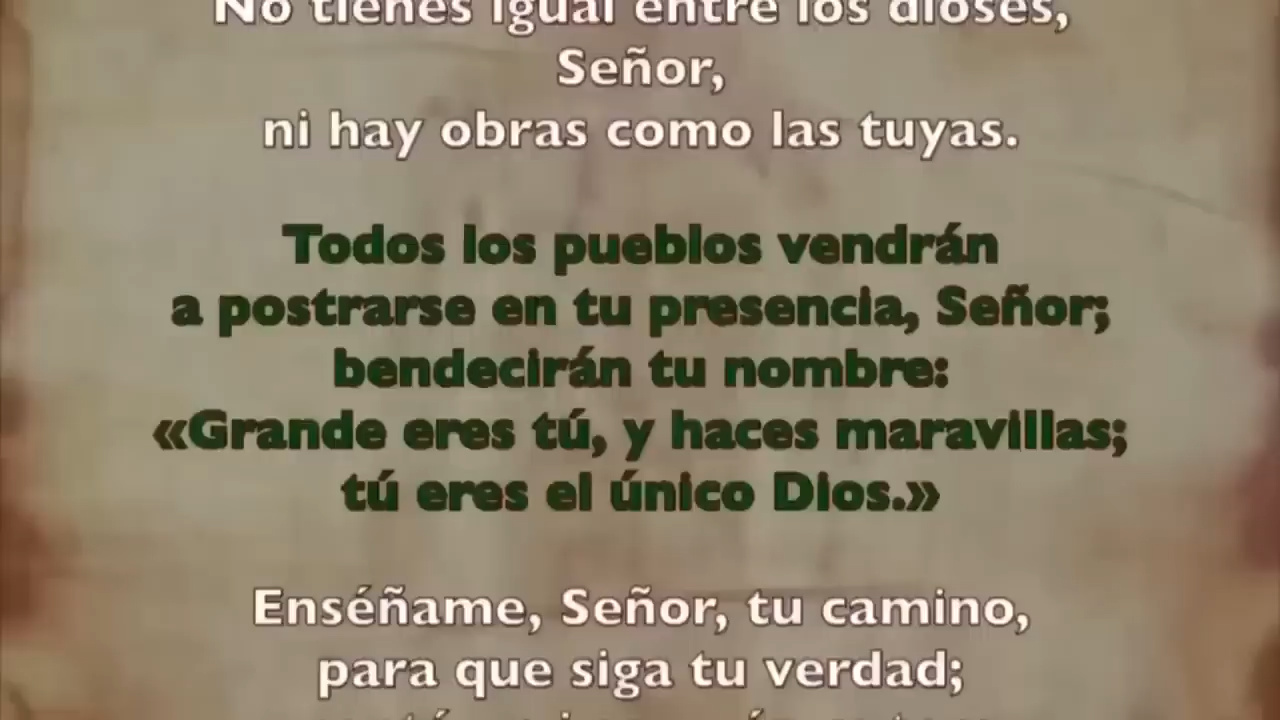 No tienes igual entre los dioses,
Señor,
ni hay obras como las tuyas.
Todos los pueblos vendrán
a postrarse en tu presencia, Señor;
bendecirán tu nombre:
«Grande eres tú, y haces maravillas;
tú eres el único Dios.»
Enséñame, Señor, tu camino,
para que siga tu verdad;